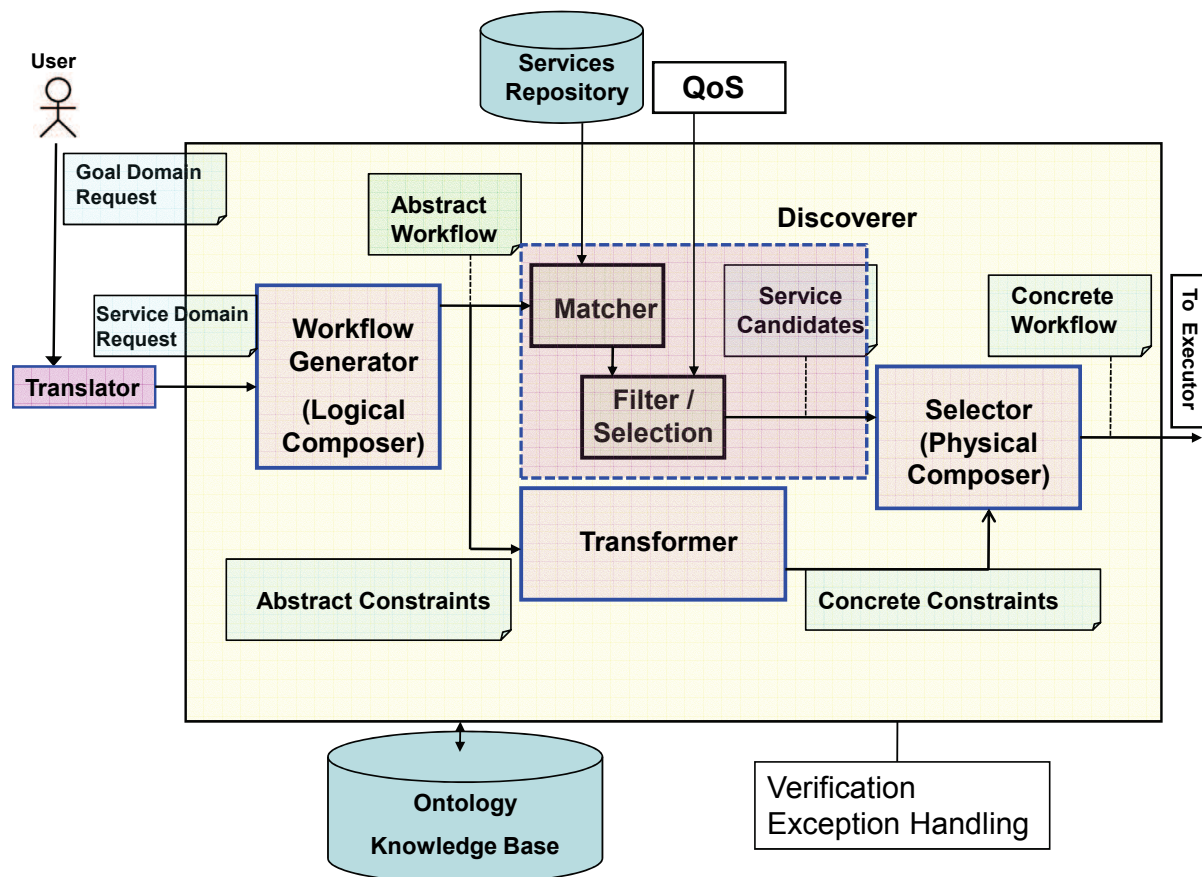 User
Services
Repository
QoS
Goal Domain
Request
Abstract
Workflow
Discoverer
Service Domain
Request
Workflow
Generator
(Logical
Composer)
Matcher
Service
Candidates
Concrete
Workflow
To Executor
Translator
Filter /
Selection
Selector
(Physical
Composer)
Transformer
Abstract Constraints
Concrete Constraints
Ontology
Knowledge Base
Verification
Exception Handling